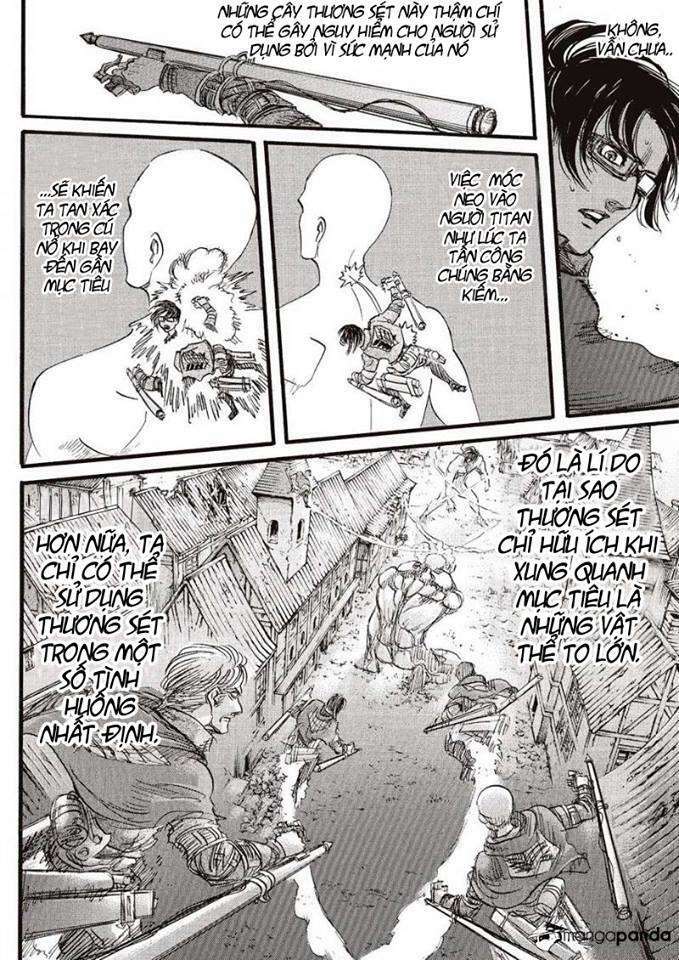 NHỮNG CÂY THƯƠNG SÉT NÀY THẬM CHÍ
CÓ THỂ GÂY NGUY HIỂM CHO NGƯỜI SỬ
DỤNG BỞI VÌ SỨC MẠNH CỦA NÓ
KHÔNG,
VẪN CHƯA..
...SẼ KHIẾN
TA TAN XÁC
TRONG CÚ
NỔ KHI BAY
ĐẾN GẦN
MỤC TIÊU
VIỆC MÓC
NEO VÀO
NGƯỜI TITAN
NHƯ LÚC TA
TẤN CÔNG
CHÚNG BẰNG
KIẾM...
ĐÓ LÀ LÍ DO
TẠI SAO
THƯƠNG SÉT
CHỈ HỮU ÍCH KHI
XUNG QUANH
MỤC TIÊU LÀ
NHỮNG VẬT
THỂ TO LỚN.
HƠN NỮA, TA
CHỈ CÓ THỂ
SỬ DỤNG
THƯƠNG SÉT
TRONG MỘT
SỐ TÌNH
HUỐNG
NHẤT ĐỊNH.
mangapanda